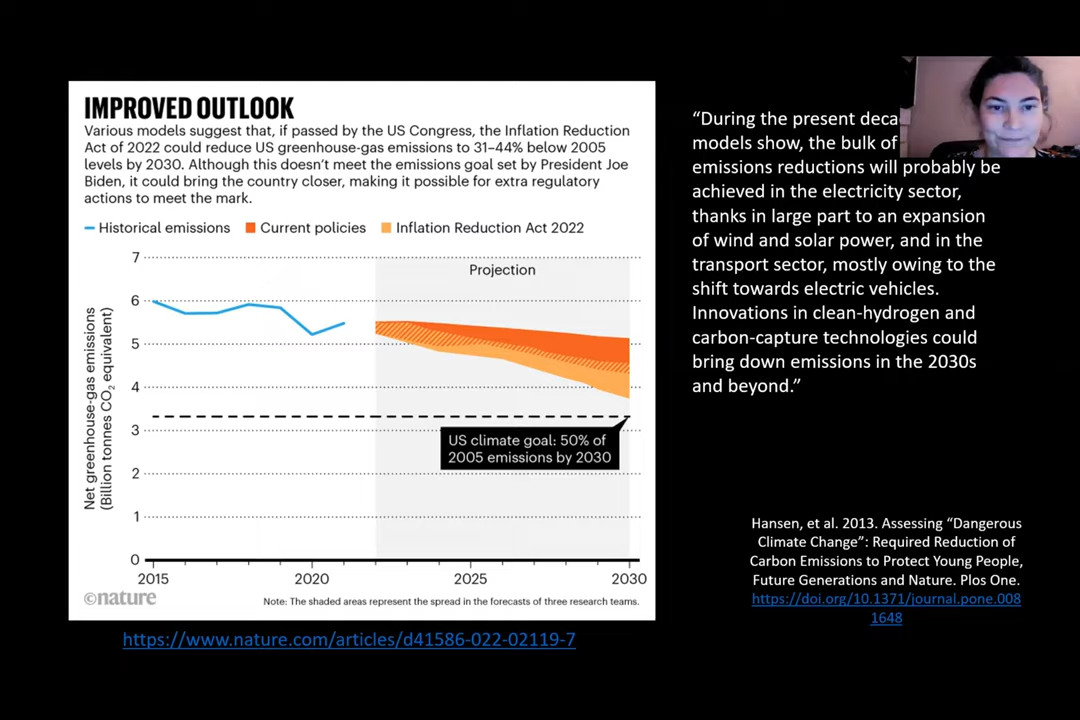 IMPROVED OUTLOOK
Various models suggest that, if passed by the US Congress, the Inflation Reduction
Act of 2022 could reduce US greenhouse-gas emissions to 31–44% below 2005
levels by 2030. Although this doesn't meet the emissions goal set by President Joe
Biden, it could bring the country closer, making it possible for extra regulatory
actions to meet the mark.
Historical emissions Current policies Inflation Reduction Act 2022
Net greenhouse-gas emissions
(Billion tonnes CO₂ equivalent)
7
6
5
4
3
2
1
0
Projection
US climate goal: 50% of
2005 emissions by 2030
2015 2020 2025 2030
©nature
Note: The shaded areas represent the spread in the forecasts of three research teams.
https://www.nature.com/articles/d41586-022-02119-7
“During the present deca
models show, the bulk of
emissions reductions will probably be
achieved in the electricity sector,
thanks in large part to an expansion
of wind and solar power, and in the
transport sector, mostly owing to the
shift towards electric vehicles.
Innovations in clean-hydrogen and
carbon-capture technologies could
bring down emissions in the 2030s
and beyond.”
Hansen, et al. 2013. Assessing “Dangerous
Climate Change”: Required Reduction of
Carbon Emissions to Protect Young People,
Future Generations and Nature. Plos One.
https://doi.org/10.1371/journal.pone.008
1648